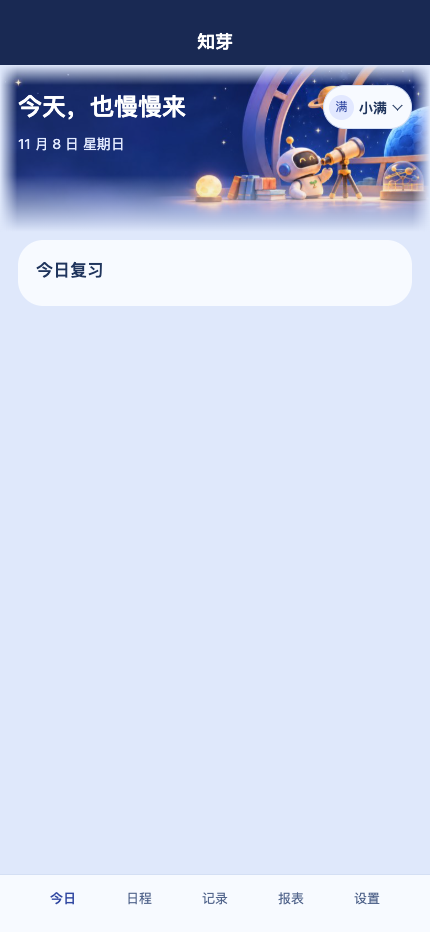 知芽
今天，也慢慢来
满 小满
11 月 8 日 星期日
今日复习
今日 日程 记录 报表 设置